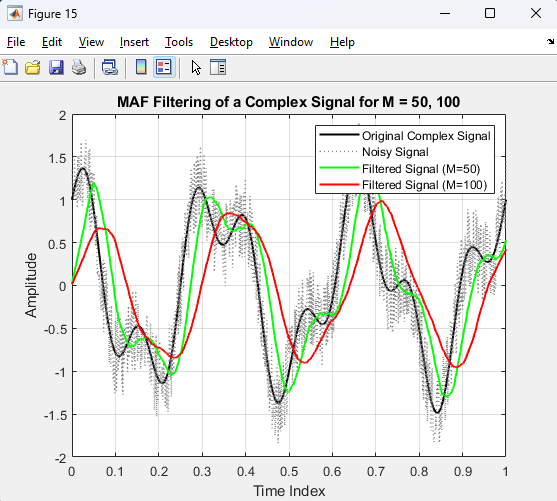 Figure 15
File Edit View Insert Tools Desktop Window Help
MAF Filtering of a Complex Signal for M = 50, 100
Original Complex Signal
Noisy Signal
Filtered Signal (M=50)
Filtered Signal (M=100)
2
1.5
1
0.5
0
-0.5
-1
-1.5
-2
Amplitude
0 0.1 0.2 0.3 0.4 0.5 0.6 0.7 0.8 0.9 1
Time Index